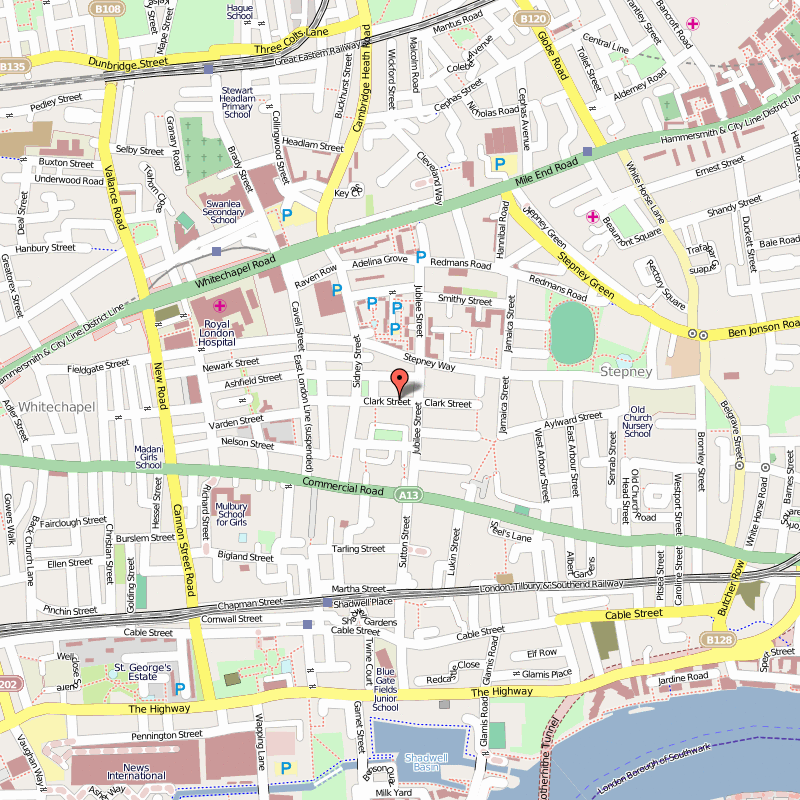 B108
Hague
School
Mape Street
Three Colts Lane
Great Eastern Railway
Mantus Road
B120
Globe Road
Bancroft Road
Central Line
Toilet Street
B135
Dunbridge Street
Wickford Street
Malcolm Road
Colebert Avenue
Cephas Street
Cephas Avenue
Alderney Road
Pedley Street
Stewart
Headlam
Primary
School
Buckhurst Street
Cambridge Heath Road
Nicholas Road
Collingwood Street
Granary Road
Selby Street
Brady Street
Headlam Street
Hammersmith & City Line District Line
Buxton Street
Underwood Road
Vallance Road
Cleveland Way
Mile End Road
Ernest Street
Deal Street
Swanlea
Secondary
School
Key Cl
White Horse Lane
Shandy Street
Hanbury Street
Stepney Green
Hannibal Road
Beaumont Square
Duckett Street
Bale Road
Greatorex Street
Whitechapel Road
Adelina Grove
Redmans Road
Redmans Road
Stepney Green
Rectory Square
Raven Row
Smithy Street
Jubilee Street
Jamaica Street
Royal
London
Hospital
Cavell Street
Ben Jonson Road
Hammersmith & City Line District Line
Fieldgate Street
Newark Street
Sidney Street
Stepney Way
Stepney
New Road
Ashfield Street
East London Line (suspended)
Whitechapel
Adler Street
Clark Street
Clark Street
Jubilee Street
Jamaica Street
Varden Street
Nelson Street
Aylward Street
Old
Church
Nursery
School
Belgrave Street
Madani
Girls
School
West Arbour Street
East Arbour Street
Senrab Street
Bromley Street
Commercial Road
A13
Old Church
Head Street
Road
Westport Street
White Horse Road
Barnes Street
Gowers Walk
Back Church Lane
Hessel Street
Richard Street
Mulbury
School
for Girls
Cannon Street Road
Fairclough Street
Christian Street
Burslem Street
Bigland Street
Tarling Street
Sutton Street
Lukin Street
Steel's Lane
Albert
Gardens
Ellen Street
Golding Street
Pitsea Street
Caroline Street
Butcher Row
Martha Street
London, Tilbury & Southend Railway
Pinchin Street
Chapman Street
Shadwell Place
Cornwall Street
Gardens
Cable Street
Cable Street
Cable Street
Cable Street
B128
St. George's
Estate
Twine Court
Blue
Gate
Fields
Junior
School
Close
Glamis Road
Elf Row
Glamis Place
Spert Street
Jardine Road
202
The Highway
The Highway
Garnet Street
Glamis Road
Rotherhithe Tunnel
Vaughan Way
Pennington Street
News
International
Wapping Lane
Shadwell
Basin
Milk Yard
London Borough of Southwark